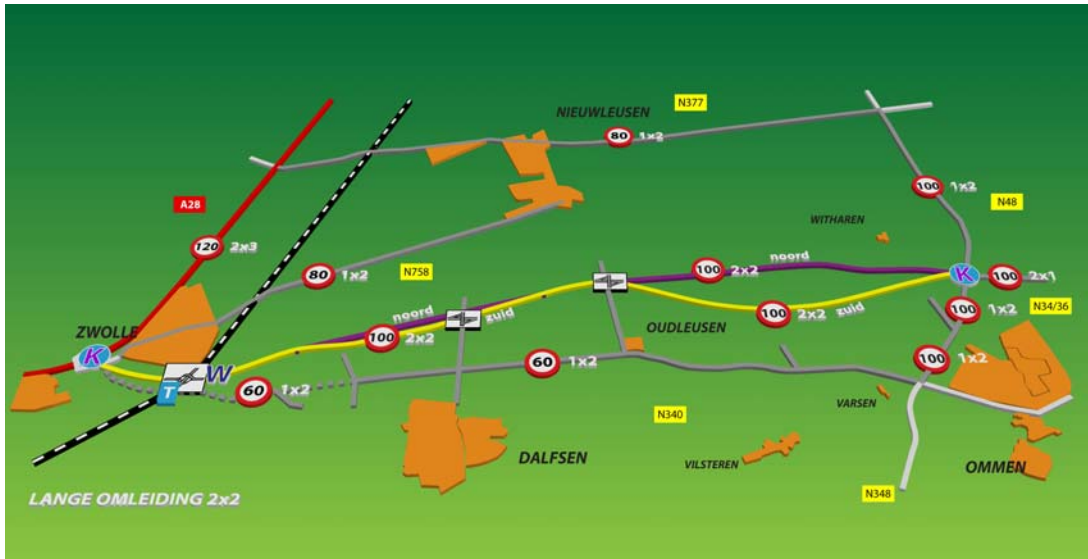 NIEUWLEUSEN
N377
80 1x2
A28
100 1x2
N48
WITHAREN
120 2x3
80 1x2
N758
noord
100 2x2
K
100 2x1
noord
zuid
100 2x2
zuid
100 2x2
100 1x2
N34/36
ZWOLLE
K
OUDLEUSEN
W
T
60 1x2
60 1x2
100 1x2
VARSEN
N340
DALFSEN
VILSTEREN
OMMEN
N348
LANGE OMLEIDING 2x2